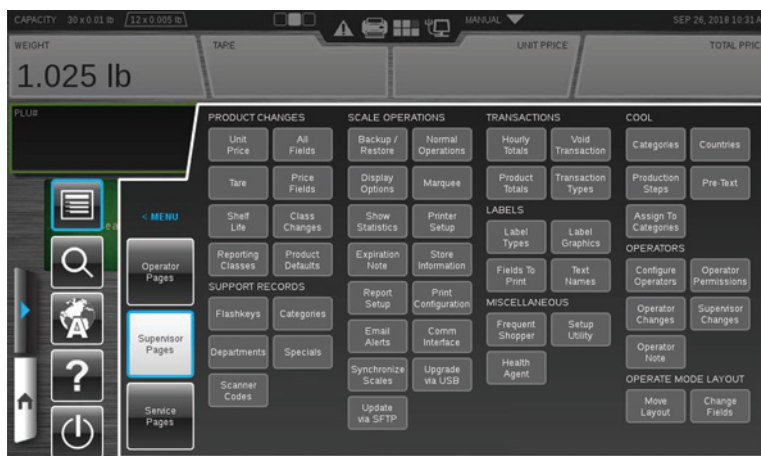 CAPACITY 30 x 0.01 lb 12 x 0.005 lb MANUAL SEP 26, 2018 10:31
WEIGHT TARE UNIT PRICE TOTAL
1.025 lb
PLU#
< MENU
Operator
Pages
Supervisor
Pages
Service
Pages
PRODUCT CHANGES
Unit
Price
All
Fields
Tare
Price
Fields
Shelf
Life
Class
Changes
Reporting
Classes
Product
Defaults
SUPPORT RECORDS
Flashkeys
Categories
Departments
Specials
Scanner
Codes
SCALE OPERATIONS
Backup /
Restore
Normal
Operations
Display
Options
Marquee
Show
Statistics
Printer
Setup
Expiration
Note
Store
Information
Report
Setup
Print
Configuration
Email
Alerts
Comm
Interface
Synchronize
Scales
Upgrade
via USB
Update
via SFTP
TRANSACTIONS
Hourly
Totals
Void
Transaction
Product
Totals
Transaction
Types
LABELS
Label
Types
Label
Graphics
Fields To
Print
Text
Names
MISCELLANEOUS
Frequent
Shopper
Setup
Utility
Health
Agent
COOL
Categories
Countries
Production
Steps
Pre-Text
Assign To
Categories
OPERATORS
Configure
Operators
Operator
Permissions
Operator
Changes
Supervisor
Changes
Operator
Note
OPERATE MODE LAYOUT
Move
Layout
Change
Fields